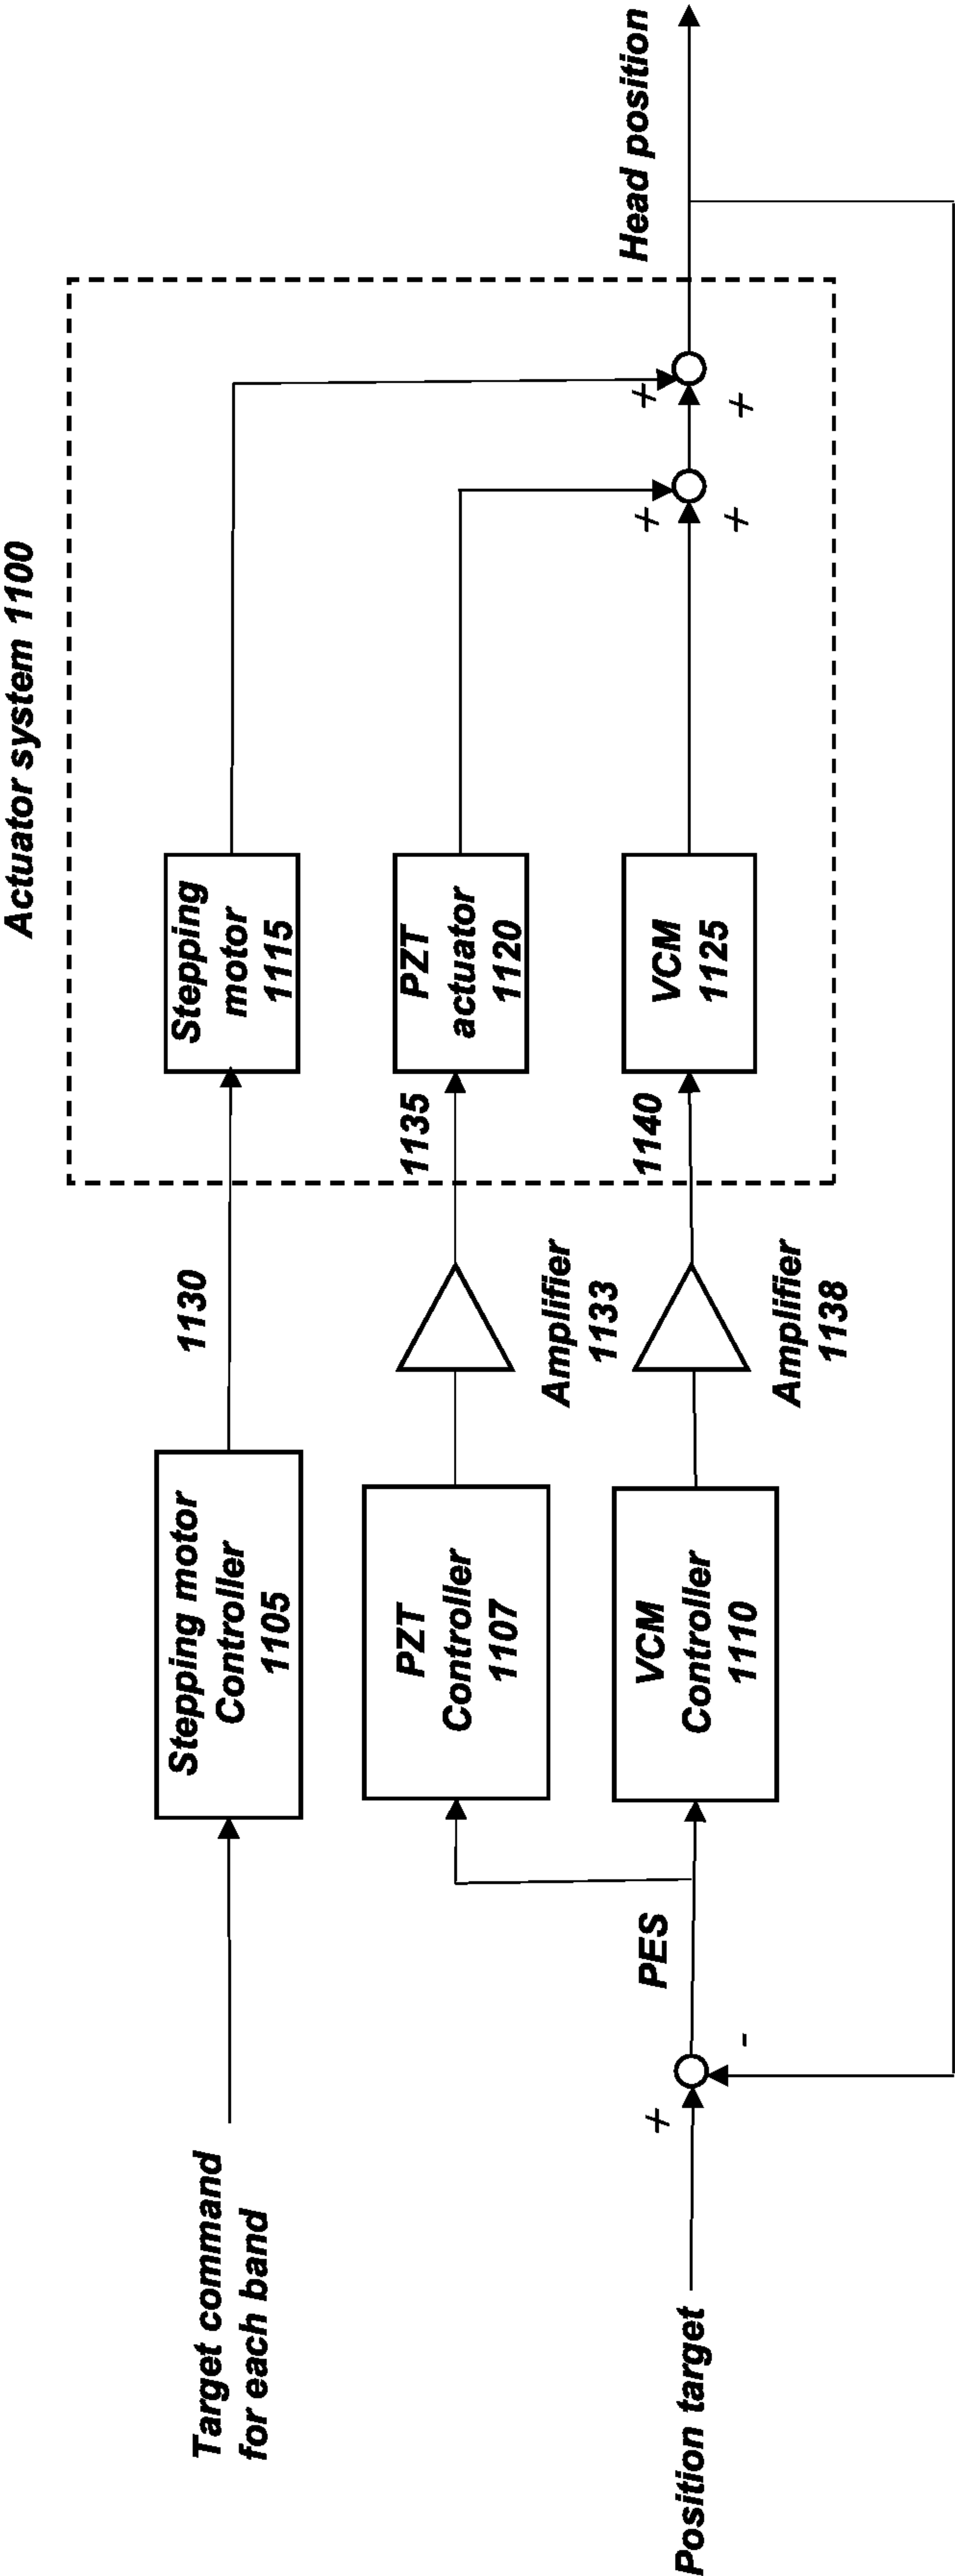 Actuator system 1100
Target command
for each band
Stepping motor
Controller
1105
1130
Stepping
motor
1115
PZT
Controller
1107
Amplifier
1133
1135
PZT
actuator
1120
+
+
+
+
Head position
Position target
+
-
PES
VCM
Controller
1110
Amplifier
1138
1140
VCM
1125